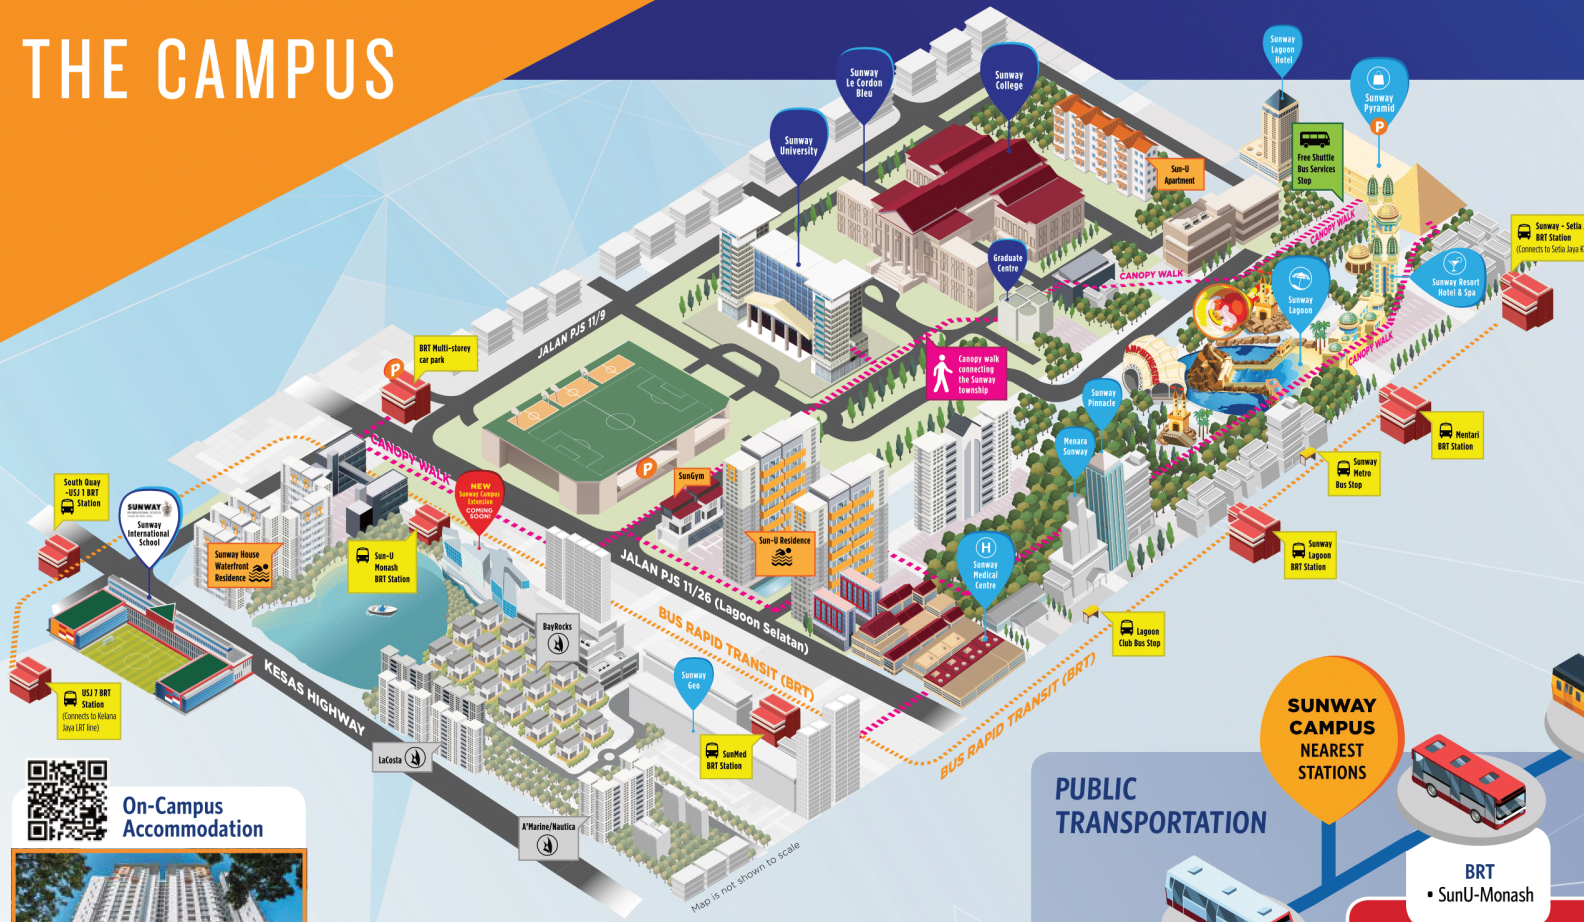 THE CAMPUS
Sunway
Lagoon
Hotel
Sunway
Pyramid
P
Sunway
Le Cordon
Bleu
Sunway
College
Sunway
University
Free Shuttle
Bus Services
Stop
Sun-U
Apartment
CANOPY WALK
Sunway - Setia
BRT Station
(Connects to Setia Jaya K
Graduate
Centre
CANOPY WALK
Sunway Resort
Hotel & Spa
Sunway
Lagoon
JALAN PJS 11/9
BRT Multi-storey
car park
P
CANOPY WALK
AMPHITHEATRE
Canopy walk
connecting
the Sunway
township
Sunway
Pinnacle
Menara
Sunway
Mentari
BRT Station
CANOPY WALK
P
SunGym
Sunway
Metro
Bus Stop
South Quay
-USJ 1 BRT
Station
SUNWAY
Sunway
International
School
NEW
Sunway Campus
Extension
COMING
SOON!
Sunway House
Waterfront
Residence
Sun-U
Monash
BRT Station
Sun-U Residence
H
Sunway
Medical
Centre
Sunway
Lagoon
BRT Station
JALAN PJS 11/26 (Lagoon Selatan)
BUS RAPID TRANSIT (BRT)
BayRocks
Lagoon
Club Bus Stop
KESAS HIGHWAY
Sunway
Geo
USJ 7 BRT
Station
(Connects to Kelana
Jaya LRT line)
BUS RAPID TRANSIT (BRT)
LaCosta
SunMed
BRT Station
A'Marine/Nautica
Map is not shown to scale
On-Campus
Accommodation
PUBLIC
TRANSPORTATION
SUNWAY
CAMPUS
NEAREST
STATIONS
BRT
• SunU-Monash